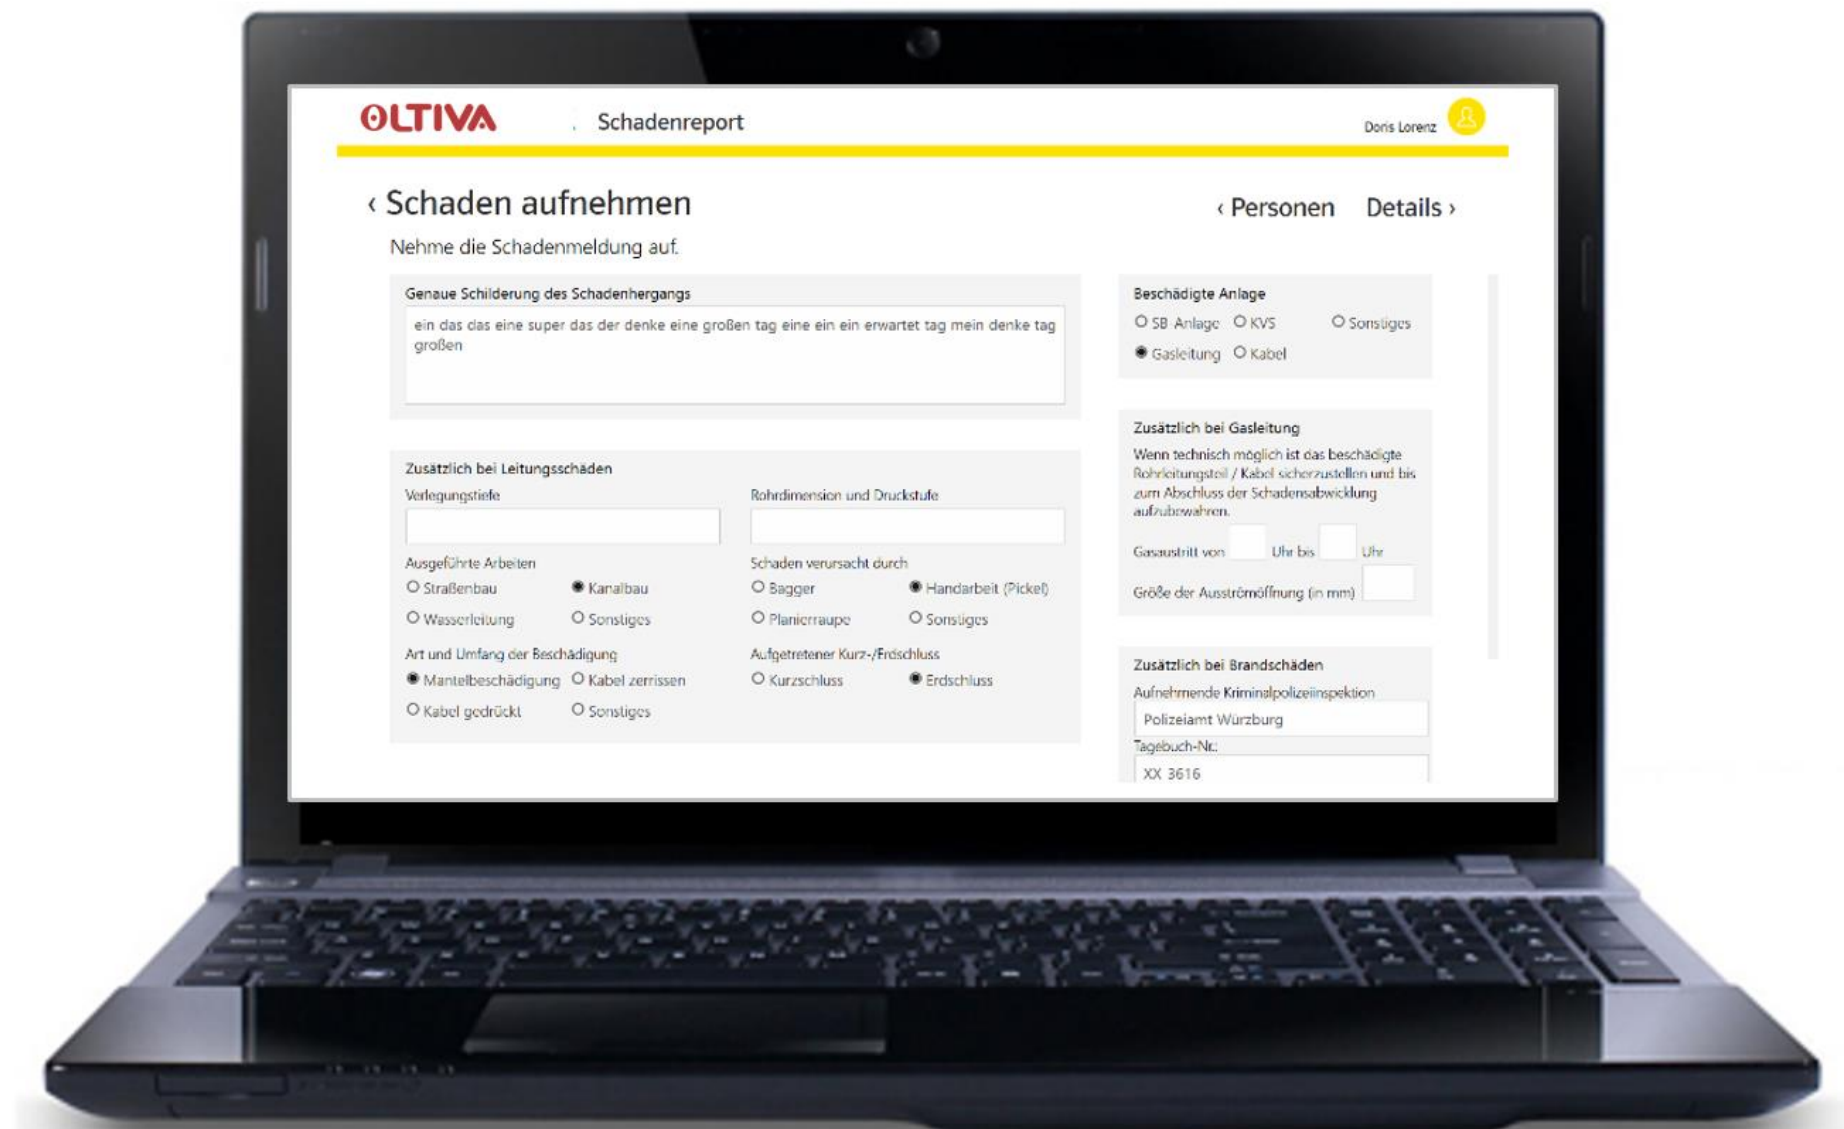 OLTIVA
Schadenreport
Doris Lorenz
‹ Schaden aufnehmen
‹ Personen
Details ›
Nehme die Schadenmeldung auf.
Genaue Schilderung des Schadenhergangs
ein das das eine super das der denke eine großen tag eine ein ein erwartet tag mein denke tag
großen
Zusätzlich bei Leitungsschäden
Verlegungstiefe
Rohrdimension und Druckstufe
Ausgeführte Arbeiten
Schaden verursacht durch
Straßenbau
Kanalbau
Bagger
Handarbeit (Pickel)
Wasserleitung
Sonstiges
Planierraupe
Sonstiges
Art und Umfang der Beschädigung
Aufgetretener Kurz-/Erdschluss
Mantelbeschädigung
Kabel zerrissen
Kurzschluss
Erdschluss
Kabel gedrückt
Sonstiges
Beschädigte Anlage
SB Anlage
KVS
Sonstiges
Gasleitung
Kabel
Zusätzlich bei Gasleitung
Wenn technisch möglich ist das beschädigte
Rohrleitungsteil / Kabel sicherzustellen und bis
zum Abschluss der Schadensabwicklung
aufzubewahren.
Gasaustritt von Uhr bis Uhr
Größe der Ausströmöffnung (in mm)
Zusätzlich bei Brandschäden
Aufnehmende Kriminalpolizeiinspektion
Polizeiamt Würzburg
Tagebuch-Nr.:
XX 3616